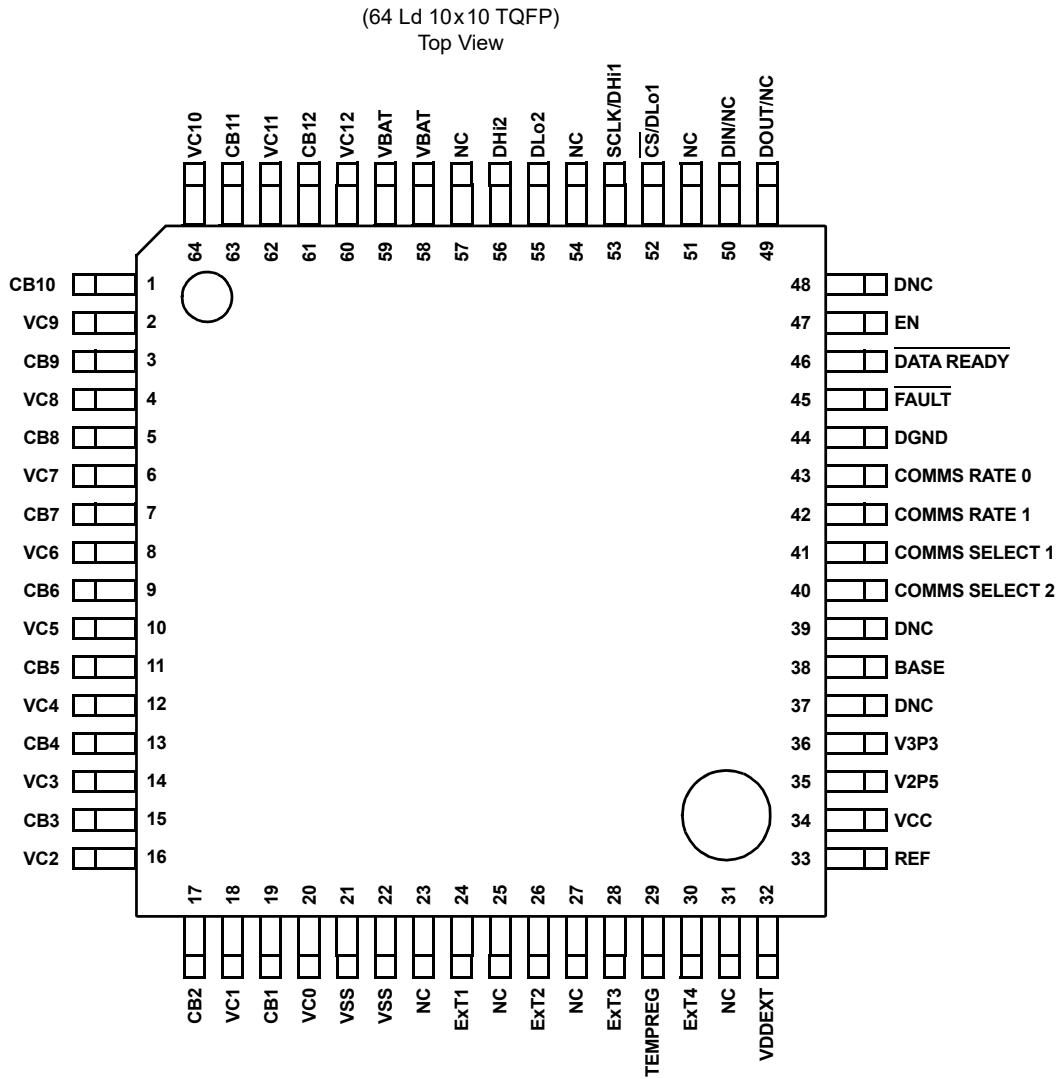 (64 Ld 10x10 TQFP)
Top View
VC10
CB11
VC11
CB12
VC12
VBAT
VBAT
NC
DHi2
DLo2
NC
SCLK/DHi1
CS/DLo1
NC
DIN/NC
DOUT/NC
64
63
62
61
60
59
58
57
56
55
54
53
52
51
50
49
CB10 1
VC9 2
CB9 3
VC8 4
CB8 5
VC7 6
CB7 7
VC6 8
CB6 9
VC5 10
CB5 11
VC4 12
CB4 13
VC3 14
CB3 15
VC2 16
48 DNC
47 EN
46 DATA READY
45 FAULT
44 DGND
43 COMMS RATE 0
42 COMMS RATE 1
41 COMMS SELECT 1
40 COMMS SELECT 2
39 DNC
38 BASE
37 DNC
36 V3P3
35 V2P5
34 VCC
33 REF
17
18
19
20
21
22
23
24
25
26
27
28
29
30
31
32
CB2
VC1
CB1
VC0
VSS
VSS
NC
ExT1
NC
ExT2
NC
ExT3
TEMPREG
ExT4
NC
VDDEXT